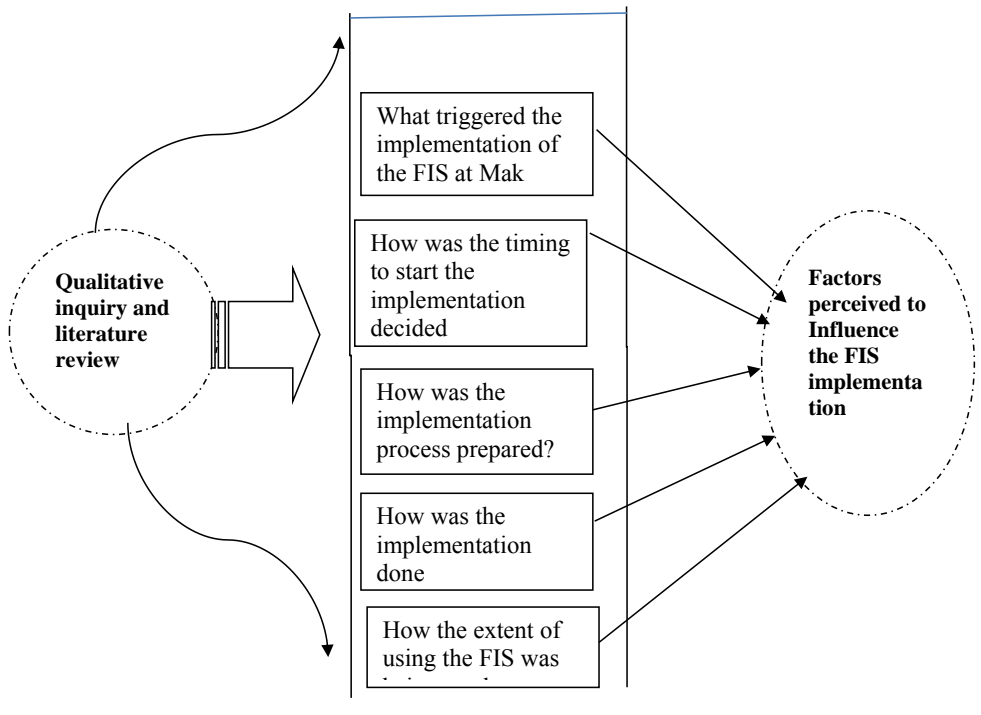 Qualitative
inquiry and
literature
review
What triggered the
implementation of
the FIS at Mak
How was the timing
to start the
implementation
decided
How was the
implementation
process prepared?
How was the
implementation
done
How the extent of
using the FIS was
Factors
perceived to
Influence
the FIS
implementa
tion